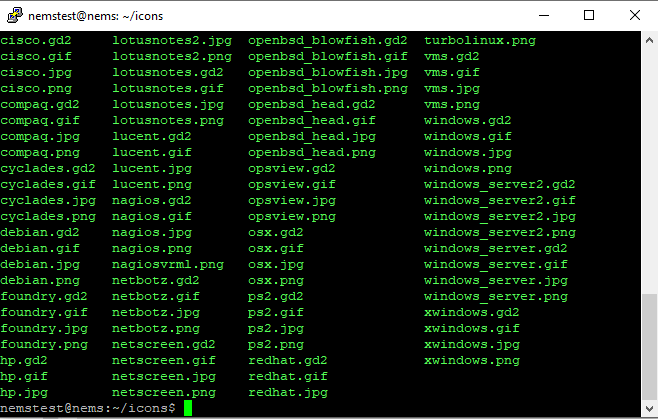 nemstest@nems: ~/icons
cisco.gd2 lotusnotes2.jpg openbsd_blowfish.gd2 turbolinux.png
cisco.gif lotusnotes2.png openbsd_blowfish.gif vms.gd2
cisco.jpg lotusnotes.gd2 openbsd_blowfish.jpg vms.gif
cisco.png lotusnotes.gif openbsd_blowfish.png vms.jpg
compaq.gd2 lotusnotes.jpg openbsd_head.gd2 vms.png
compaq.gif lotusnotes.png openbsd_head.gif windows.gd2
compaq.jpg lucent.gd2 openbsd_head.jpg windows.gif
compaq.png lucent.gif openbsd_head.png windows.jpg
cyclades.gd2 lucent.jpg opsview.gd2 windows.png
cyclades.gif lucent.png opsview.gif windows_server2.gd2
cyclades.jpg nagios.gd2 opsview.jpg windows_server2.gif
cyclades.png nagios.gif opsview.png windows_server2.jpg
debian.gd2 nagios.jpg osx.gd2 windows_server2.png
debian.gif nagios.png osx.gif windows_server.gd2
debian.jpg nagiosvrml.png osx.jpg windows_server.gif
debian.png netbotz.gd2 osx.png windows_server.jpg
foundry.gd2 netbotz.gif ps2.gd2 windows_server.png
foundry.gif netbotz.jpg ps2.gif xwindows.gd2
foundry.jpg netbotz.png ps2.jpg xwindows.gif
foundry.png netscreen.gd2 ps2.png xwindows.jpg
hp.gd2 netscreen.gif redhat.gd2 xwindows.png
hp.gif netscreen.jpg redhat.gif
hp.jpg netscreen.png redhat.jpg
nemstest@nems:~/icons$